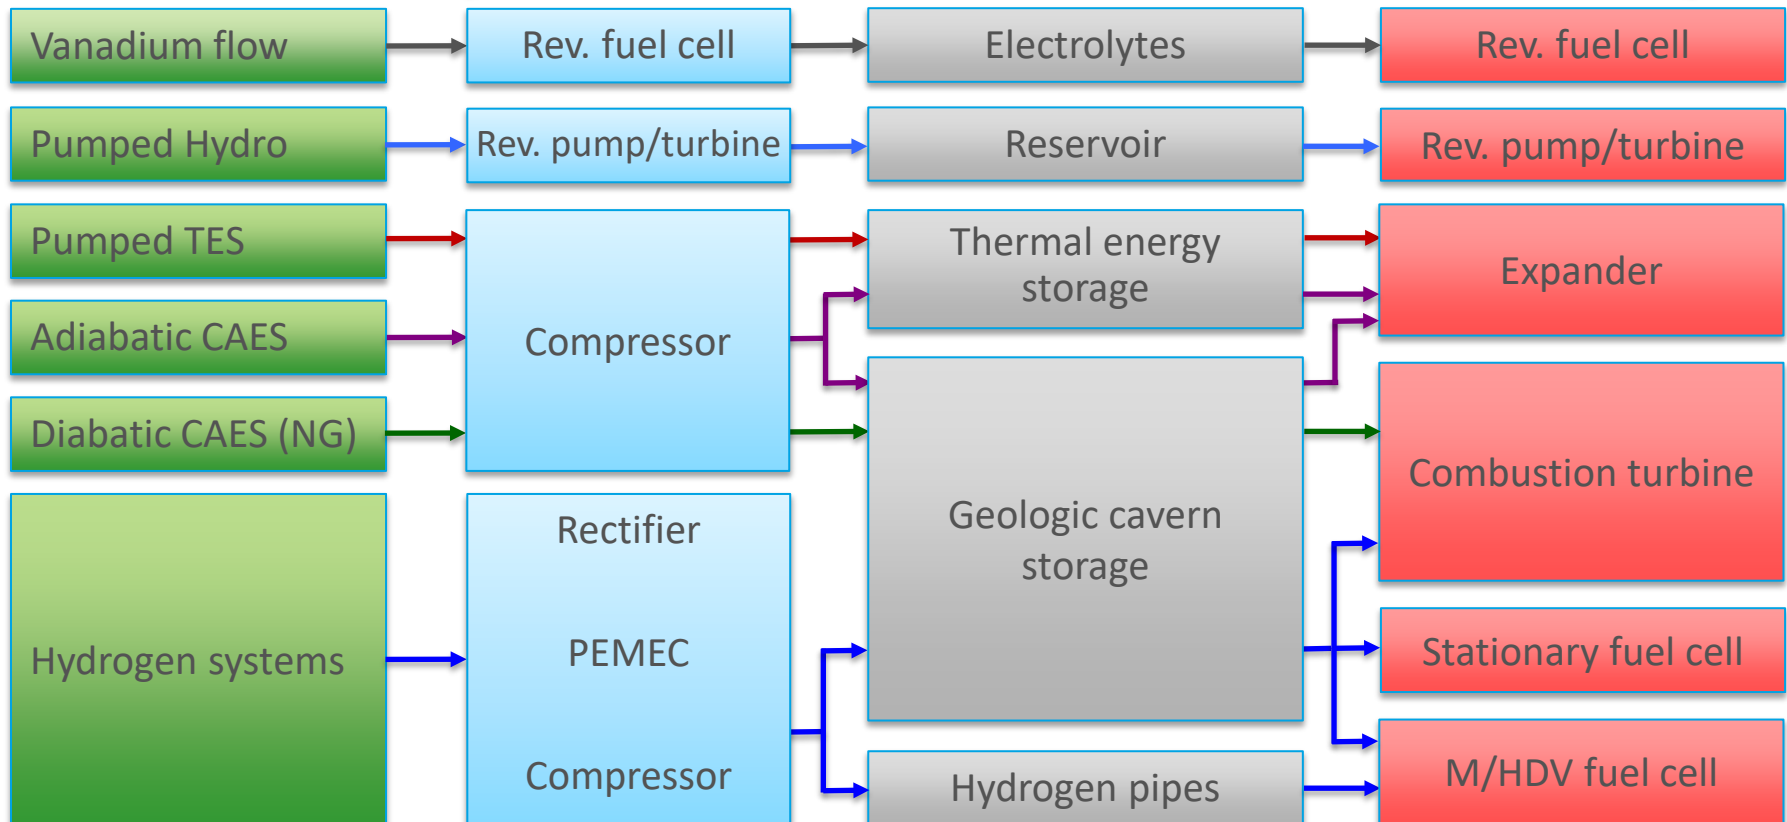 Vanadium flow
Rev. fuel cell
Electrolytes
Rev. fuel cell
Pumped Hydro
Rev. pump/turbine
Reservoir
Rev. pump/turbine
Pumped TES
Adiabatic CAES
Diabatic CAES (NG)
Compressor
Thermal energy
storage
Expander
Geologic cavern
storage
Combustion turbine
Hydrogen systems
Rectifier
PEMEC
Compressor
Stationary fuel cell
Hydrogen pipes
M/HDV fuel cell